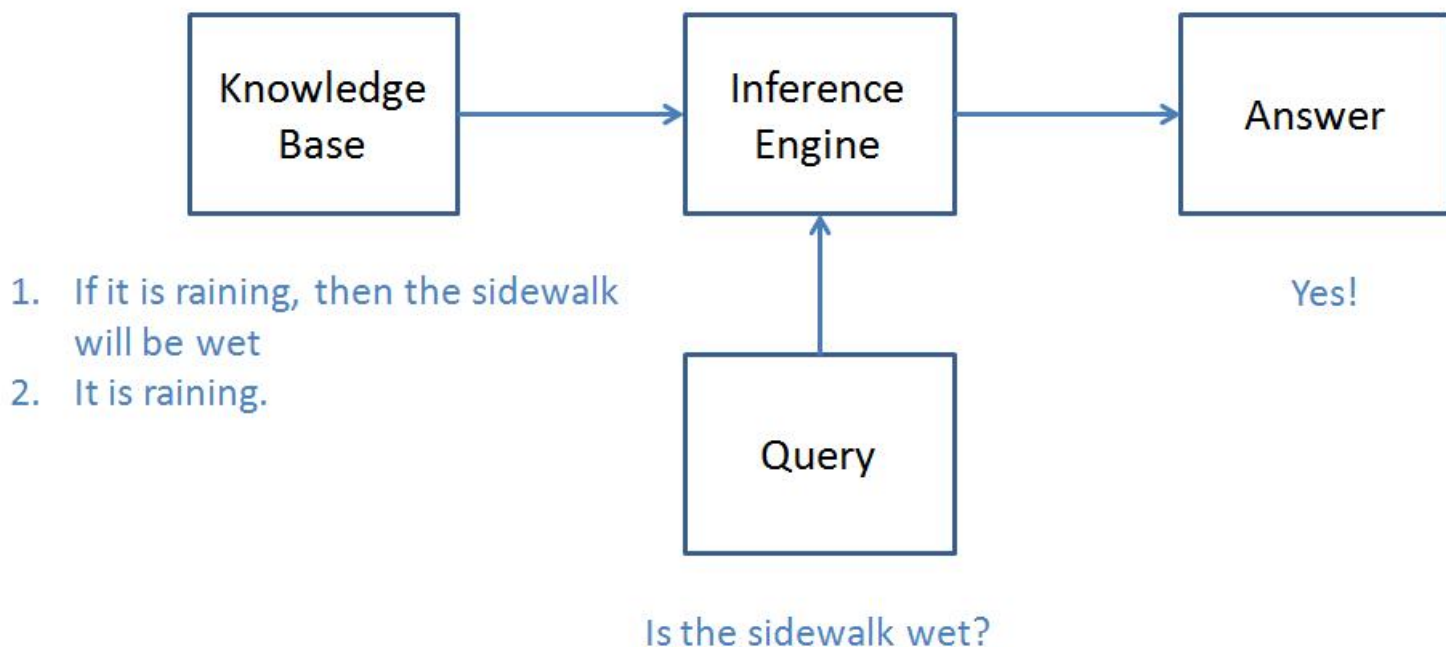 Knowledge
Base
Inference
Engine
Answer
1. If it is raining, then the sidewalk
will be wet
2. It is raining.
Yes!
Query
Is the sidewalk wet?